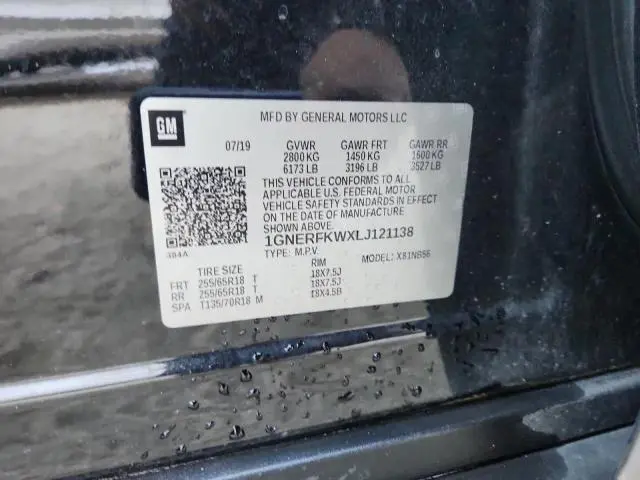 GM
MFD BY GENERAL MOTORS LLC
07/19 GVWR GAWR FRT GAWR RR
2800 KG 1450 KG 1600 KG
6173 LB 3196 LB 3527 LB
THIS VEHICLE CONFORMS TO ALL
APPLICABLE U.S. FEDERAL MOTOR
VEHICLE SAFETY STANDARDS IN EFFECT
ON THE DATE OF MANUFACTURE SHOWN
ABOVE.
1GNERFKWXLJ121138
TYPE: M.P.V. MODEL: X81NB56
484A
TIRE SIZE RIM
FRT 255/65R18 T 18X7.5J
RR 255/65R18 T 18X7.5J
SPA T135/70R18 M 18X4.5B